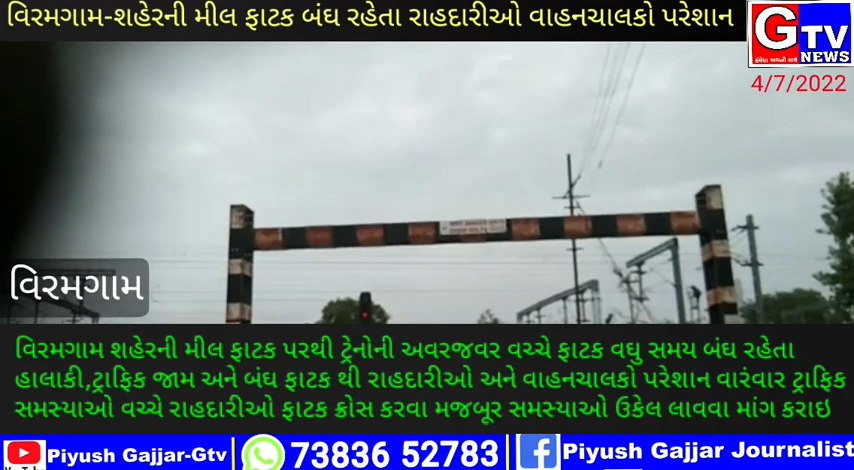 વિરમગામ-શહેરની મીલ ફાટક બંઘ રહેતા રાહદારીઓ વાહનચાલકો પરેશાન
GTV
NEWS
હંમેશા આપની સાથે
4/7/2022
વિરમગામ
વિરમગામ શહેરની મીલ ફાટક પરથી ટ્રેનોની અવરજવર વચ્ચે ફાટક વઘુ સમય બંઘ રહેતા
હાલાકી,ટ્રાફિક જામ અને બંઘ ફાટક થી રાહદારીઓ અને વાહનચાલકો પરેશાન વારંવાર ટ્રાફિક
સમસ્યાઓ વચ્ચે રાહદારીઓ ફાટક ક્રોસ કરવા મજબૂર સમસ્યાઓ ઉકેલ લાવવા માંગ કરાઇ
Piyush Gajjar-Gtv 73836 52783 Piyush Gajjar Journalist